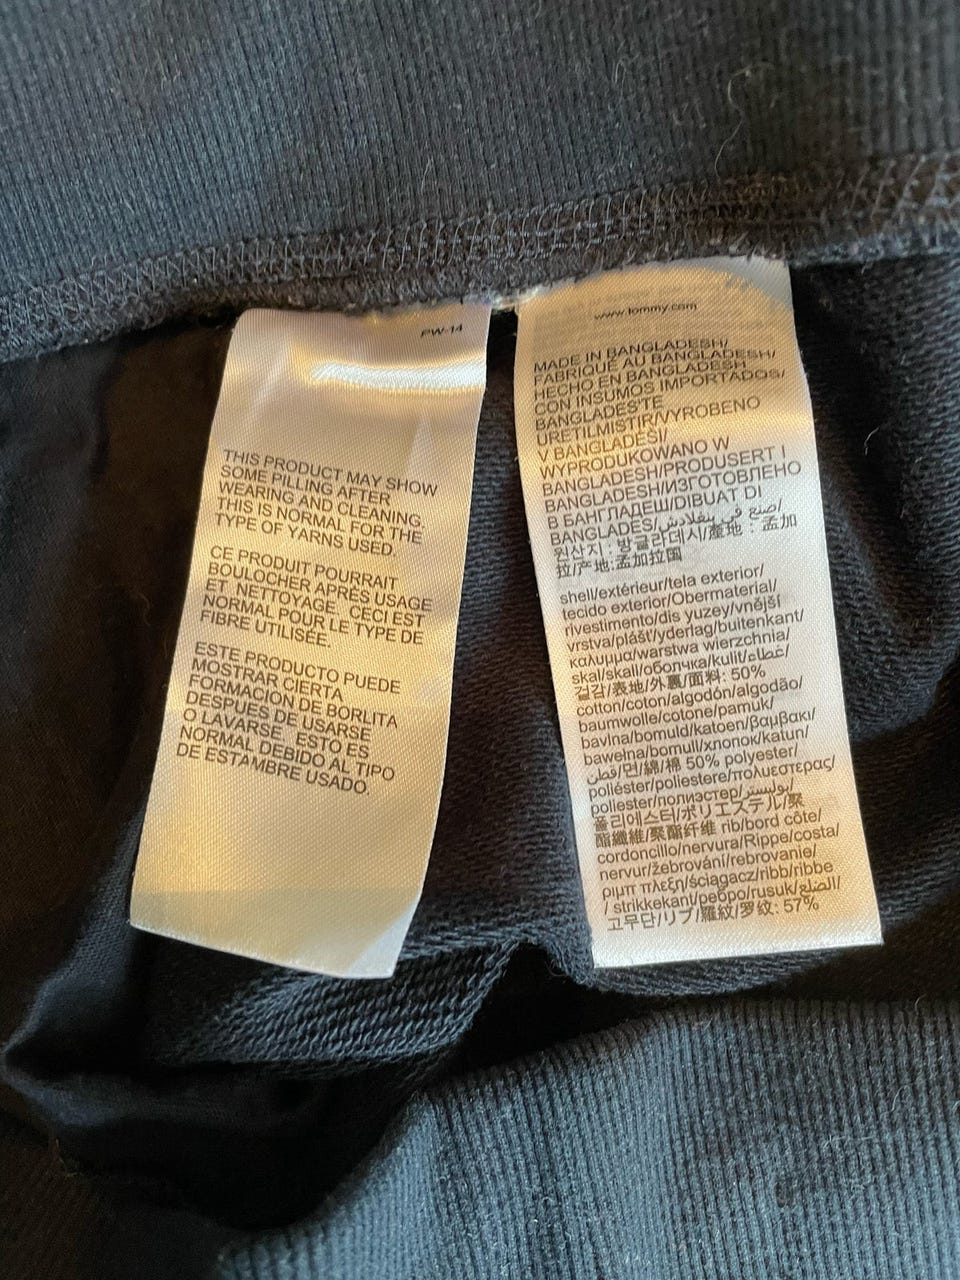 PW-14
THIS PRODUCT MAY SHOW
SOME PILLING AFTER
WEARING AND CLEANING.
THIS IS NORMAL FOR THE
TYPE OF YARNS USED.
CE PRODUIT POURRAIT
BOULOCHER APRÈS USAGE
ET NETTOYAGE. CECI EST
NORMAL POUR LE TYPE DE
FIBRE UTILISÉE.
ESTE PRODUCTO PUEDE
MOSTRAR CIERTA
FORMACIÓN DE BORLITA
DESPUES DE USARSE
O LAVARSE. ESTO ES
NORMAL DEBIDO AL TIPO
DE ESTAMBRE USADO.
www.tommy.com
MADE IN BANGLADESH/
FABRIQUÉ AU BANGLADESH/
HECHO EN BANGLADESH
CON INSUMOS IMPORTADOS/
BANGLADEŞ'TE
ÜRETİLMİSTİR/VYROBENO
V BANGLADÉŠI/
WYPRODUKOWANO W
BANGLADESH/PRODUSERT I
BANGLADESH/ИЗГОТОВЛЕНО
В БАНГЛАДЕШ/DIBUAT DI
BANGLADES/صنع في بنغلاديش/
원산지 : 방글라데시/產地 : 孟加
拉/产地:孟加拉国
shell/extérieur/tela exterior/
tecido exterior/Obermaterial/
rivestimento/dis yuzey/vnější
vrstva/plášť/yderlag/buitenkant/
καλυμμα/warstwa wierzchnia/
skal/skall/оболчка/kulit/غطاء/
겉감/表地/外裏/面料: 50%
cotton/coton/algodón/algodão/
baumwolle/cotone/pamuk/
bavlna/bomuld/katoen/βαμβακι/
bawełna/bomull/хпопок/katun/
قطن/면/綿/棉 50% polyester/
poliéster/poliestere/πολυεστερας/
poliester/полиэстер/بوليستر/
폴리에스터/ポリエステル/聚
酯纖維/聚酯纤维 rib/bord côte/
cordoncillo/nervura/Rippe/costa/
nervur/žebrování/rebrovanie/
ριμπ πλεξη/ściagacz/ribb/ribbe
/ strikkekant/ребро/rusuk/الضلع/
고무단/リブ/羅紋/罗纹: 57%